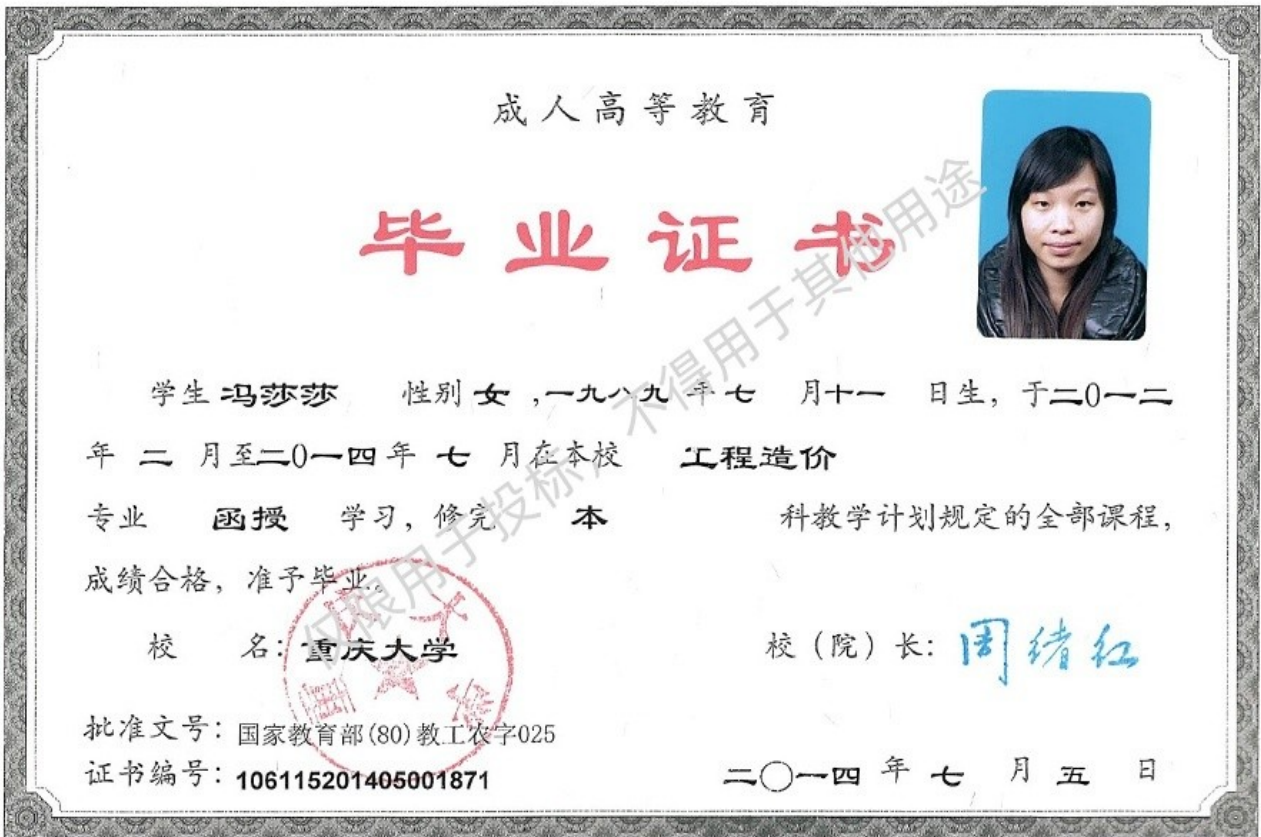 成人高等教育
毕业证书
学生 冯莎莎 性别 女 ,一九八九 年 七 月十一 日生，于二0一二
年 二 月至二0一四年 七 月在本校 工程造价
专业 函授 学习，修完 本 科教学计划规定的全部课程，
成绩合格，准予毕业。
校 名：重庆大学
校（院）长：周绪红
批准文号：国家教育部(80)教工农字025
证书编号：106115201405001871
二〇一四 年 七 月 五 日
重庆大学
仅限用于投标，不得用于其他用途